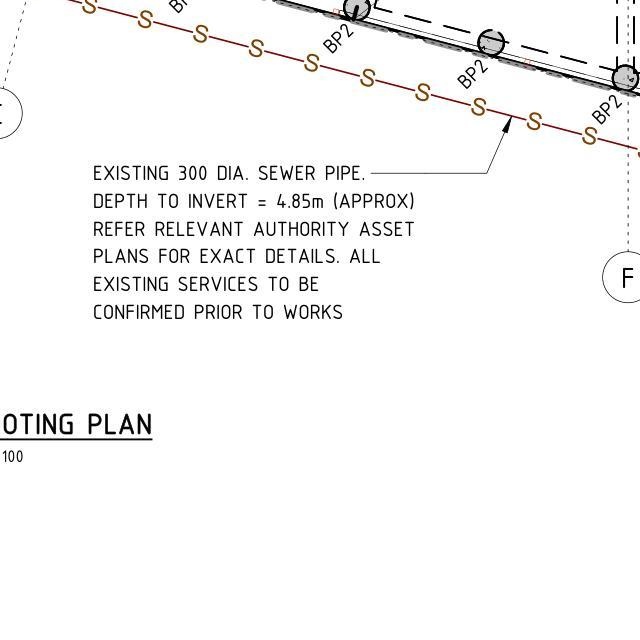 S S S S S S S S S S
BP2
BP2
BP2
EXISTING 300 DIA. SEWER PIPE.
DEPTH TO INVERT = 4.85m (APPROX)
REFER RELEVANT AUTHORITY ASSET
PLANS FOR EXACT DETAILS. ALL
EXISTING SERVICES TO BE
CONFIRMED PRIOR TO WORKS
F
OTING PLAN
100